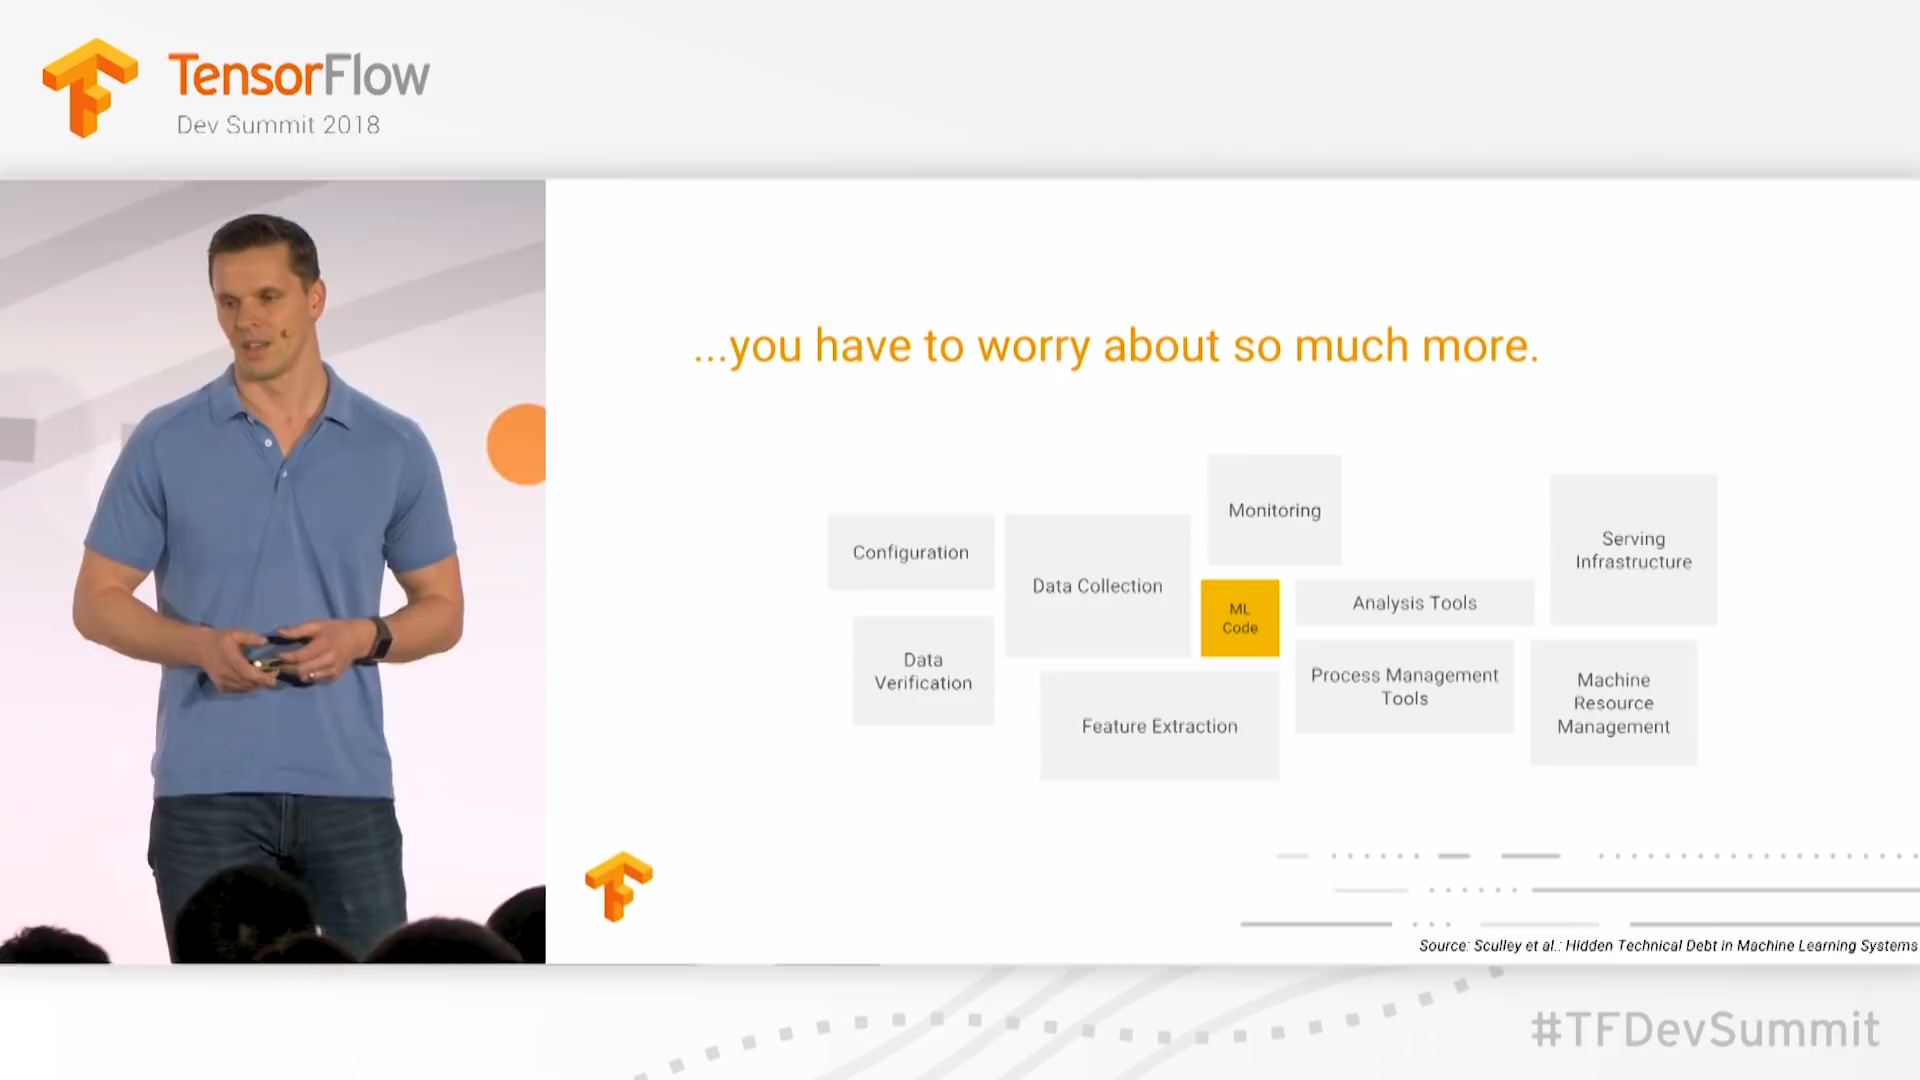 TensorFlow
Dev Summit 2018
...you have to worry about so much more.
Monitoring
Configuration
Data Collection
Serving
Infrastructure
ML
Code
Analysis Tools
Data
Verification
Feature Extraction
Process Management
Tools
Machine
Resource
Management
Source: Sculley et al.: Hidden Technical Debt in Machine Learning Systems
#TFDevSummit